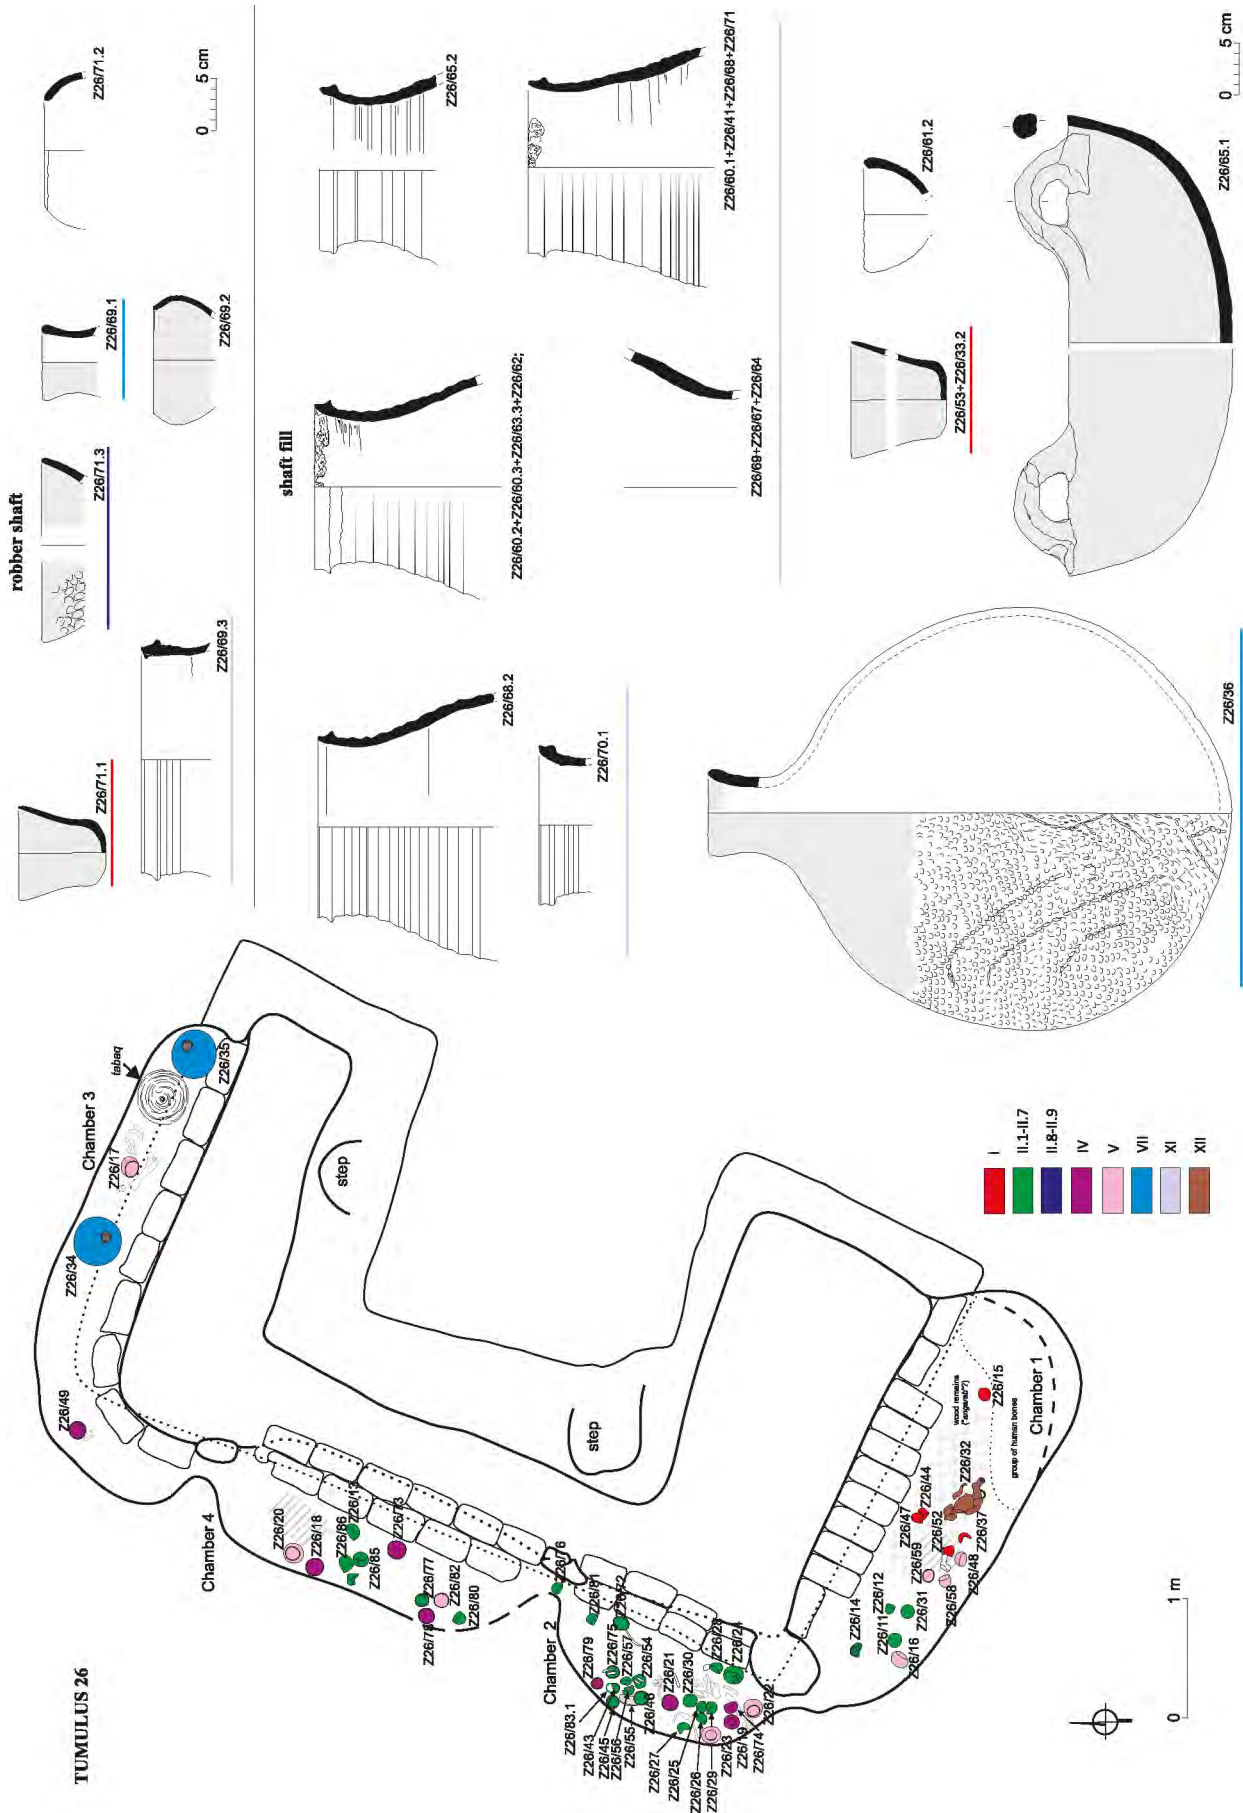 TUMULUS 26
robber shaft
Z26/71.1
Z26/69.3
Z26/71.3
Z26/69.1
Z26/69.2
Z26/71.2
0 5 cm
shaft fill
Z26/68.2
Z26/70.1
Z26/60.2+Z26/60.3+Z26/63.3+Z26/62;
Z26/69+Z26/67+Z26/64
Z26/65.2
Z26/60.1+Z26/41+Z26/68+Z26/71
Z26/36
Z26/53+Z26/33.2
Z26/61.2
Z26/65.1
0 5 cm
Chamber 3
tabaq
Z26/35
Z26/17
Z26/34
Z26/49
step
step
Chamber 4
Z26/20
Z26/18
Z26/86
Z26/13
Z26/85
Z26/73
Z26/77
Z26/82
Z26/78
Z26/80
Z26/76
Chamber 2
Z26/81
Z26/72
Z26/79
Z26/75
Z26/57
Z26/54
Z26/83.1
Z26/43
Z26/45
Z26/56
Z26/55
Z26/46
Z26/21
Z26/30
Z26/28
Z26/24
Z26/27
Z26/25
Z26/26
Z26/29
Z26/23
Z26/19
Z26/74
Z26/22
Chamber 1
Z26/14
Z26/12
Z26/11
Z26/31
Z26/16
Z26/47
Z26/44
Z26/59
Z26/52
Z26/32
Z26/58
Z26/48
Z26/37
Z26/15
wood remains
("angareb"?)
group of human bones
0 1 m
I
II.1-II.7
II.8-II.9
IV
V
VII
XI
XII